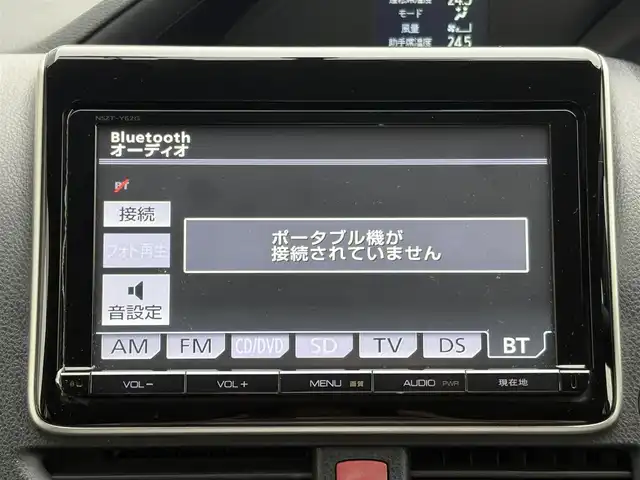 モード
風量
助手席温度 24.5
NSZT-Y62G
Bluetooth
オーディオ
BT
接続
フォト再生
音設定
ポータブル機が
接続されていません
AM FM CD/DVD SD TV DS BT
VOL− VOL+ MENU 画質 AUDIO PWR 現在地